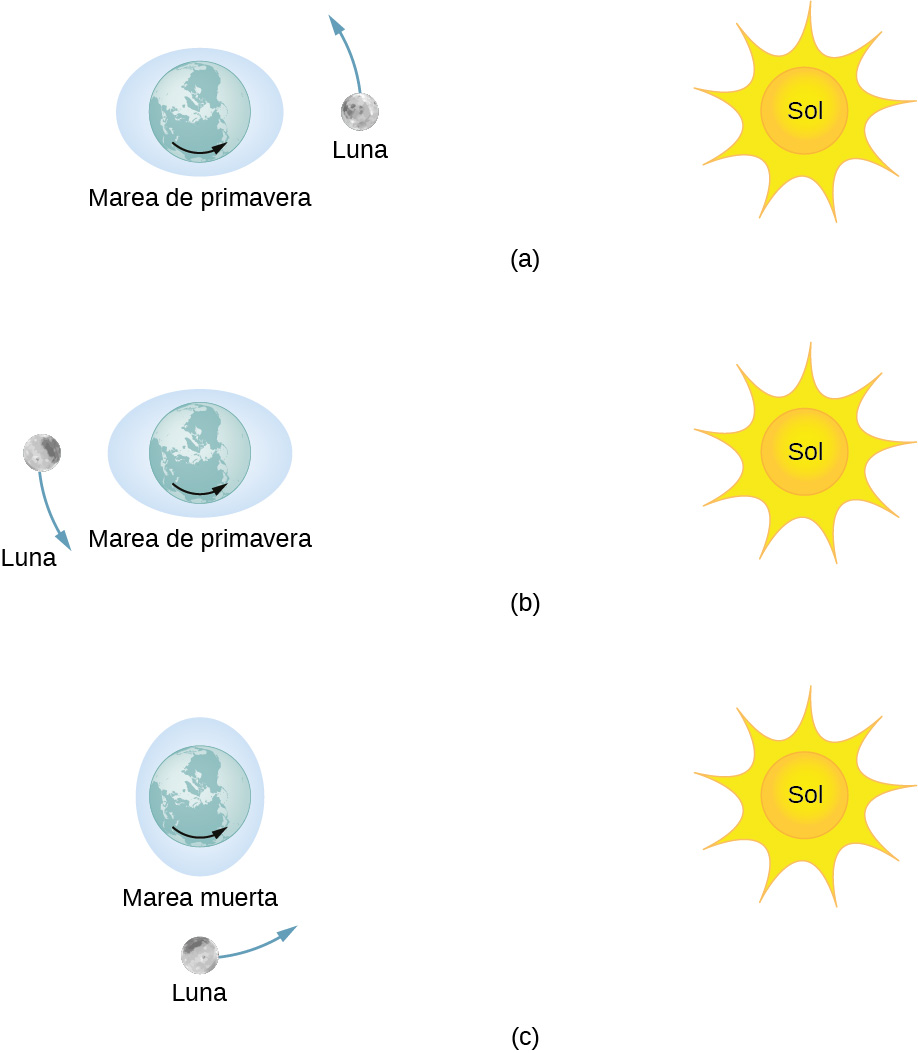 Sol
Luna
Marea de primavera
(a)
Sol
Luna
Marea de primavera
(b)
Sol
Marea muerta
Luna
(c)